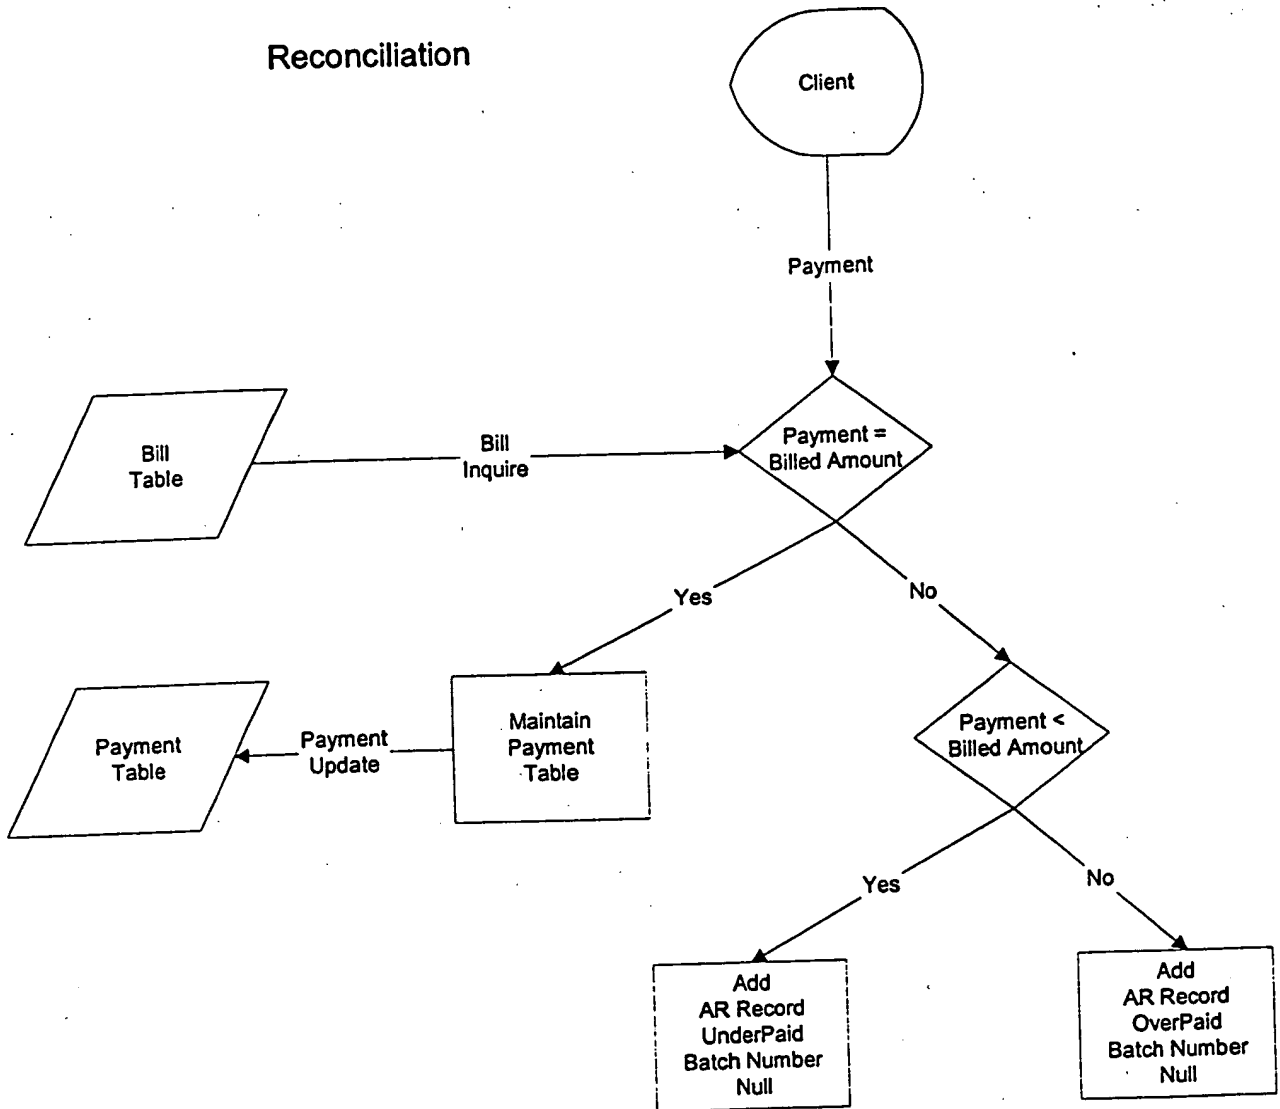 Reconciliation
Client
Payment
Payment =
Billed Amount
Bill
Inquire
Bill
Table
Yes
No
Payment
Table
Payment
Update
Maintain
Payment
Table
Payment <
Billed Amount
Yes
No
Add
AR Record
UnderPaid
Batch Number
Null
Add
AR Record
OverPaid
Batch Number
Null